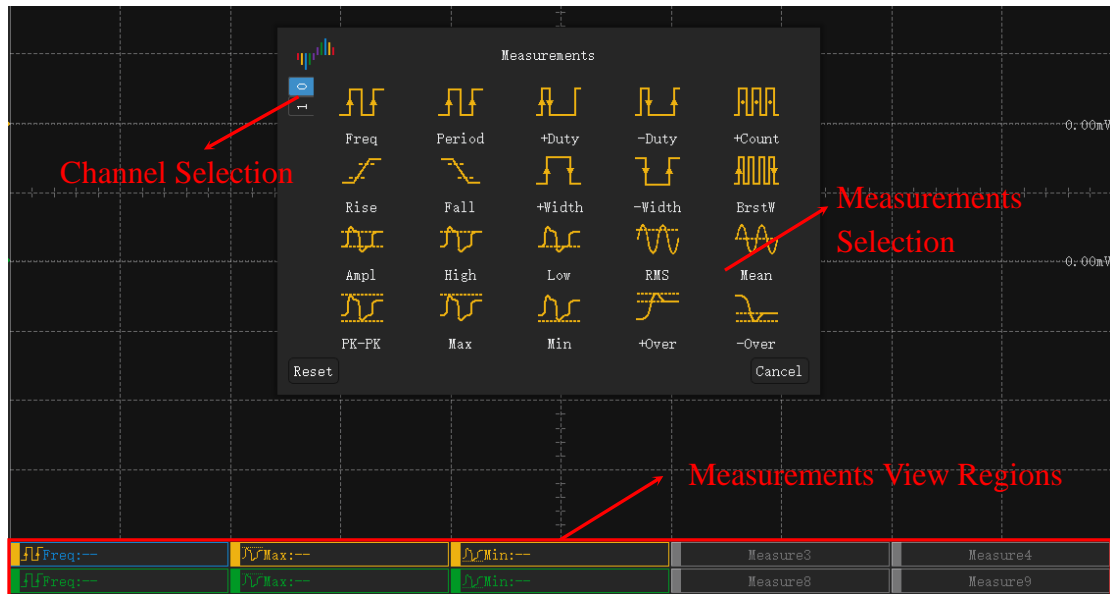 Measurements
0
1
Freq Period +Duty -Duty +Count
0.00mV
Channel Selection
Rise Fall +Width -Width BrstW
Measurements
Selection
Ampl High Low RMS Mean
0.00mV
PK-PK Max Min +Over -Over
Reset Cancel
Measurements View Regions
Freq:-- Max:-- Min:-- Measure3 Measure4
Freq:-- Max:-- Min:-- Measure8 Measure9